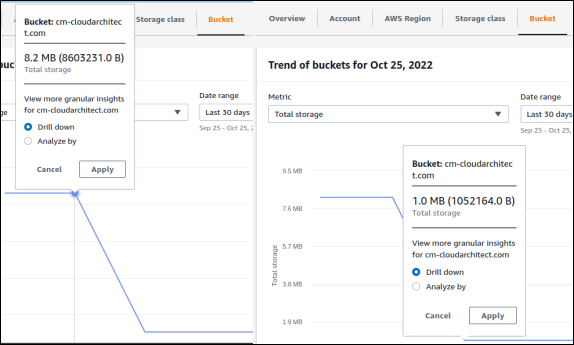 Bucket: cm-cloudarchitec
t.com
8.2 MB (8603231.0 B)
Total storage
View more granular insights
for cm-cloudarchitect.com
Drill down
Analyze by
Cancel
Apply
Storage class
Bucket
buc
Date range
ge
Last 30 days
Sep 25 - Oct 25, 2
Overview
Account
AWS Region
Storage class
Bucket
Trend of buckets for Oct 25, 2022
Metric
Date range
Total storage
Last 30 days
Sep 25 - Oct 25,
9.5 MB
7.6 MB
5.7 MB
3.8 MB
1.9 MB
Total storage
Bucket: cm-cloudarchitec
t.com
1.0 MB (1052164.0 B)
Total storage
View more granular insights
for cm-cloudarchitect.com
Drill down
Analyze by
Cancel
Apply